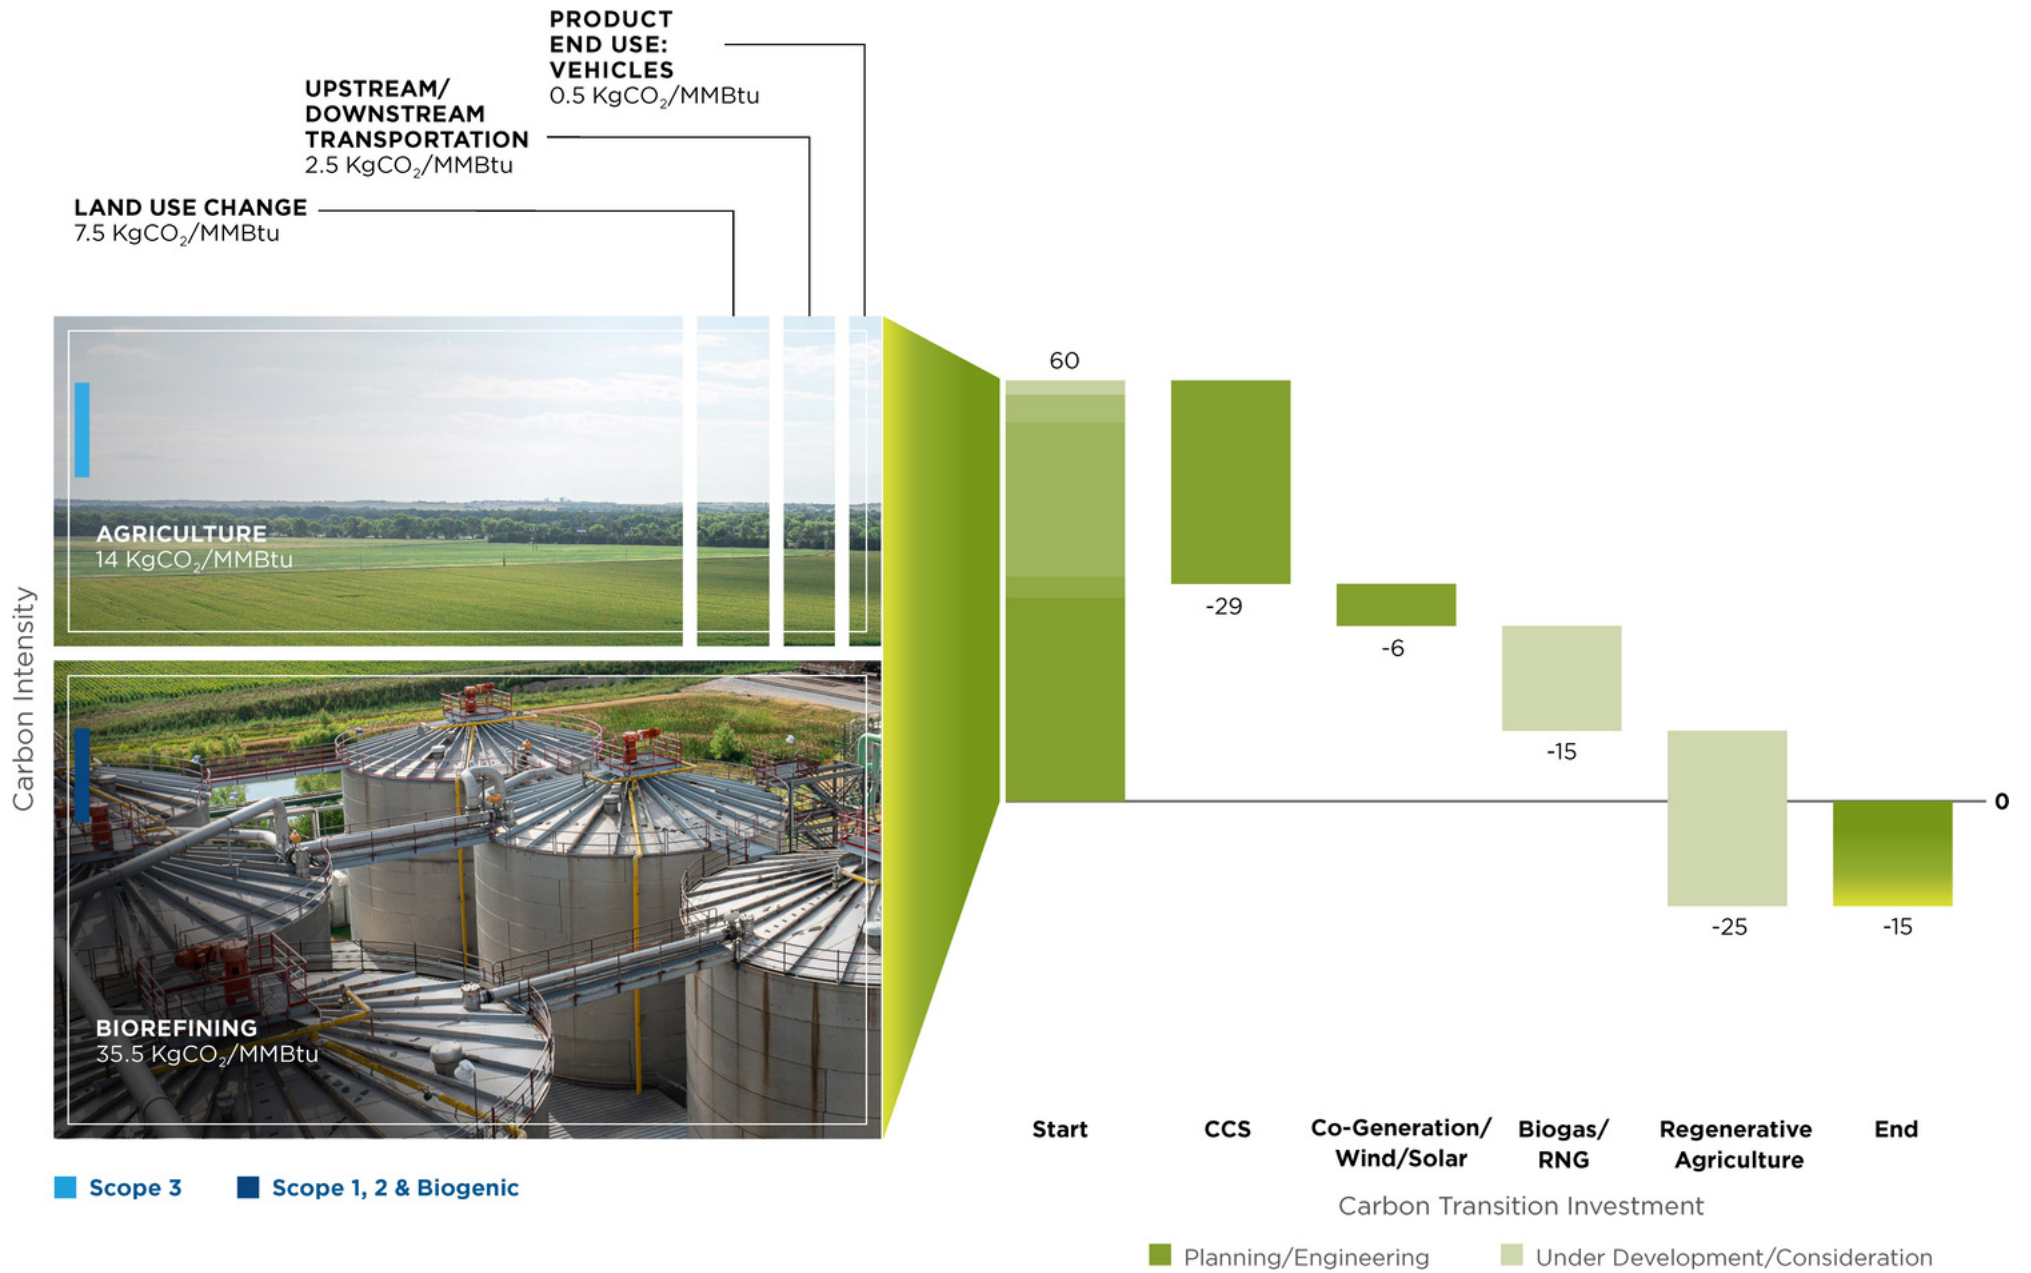 PRODUCT
END USE:
VEHICLES
0.5 KgCO₂/MMBtu
UPSTREAM/
DOWNSTREAM
TRANSPORTATION
2.5 KgCO₂/MMBtu
LAND USE CHANGE
7.5 KgCO₂/MMBtu
AGRICULTURE
14 KgCO₂/MMBtu
BIOREFINING
35.5 KgCO₂/MMBtu
Carbon Intensity
Scope 3
Scope 1, 2 & Biogenic
60
-29
-6
-15
-25
-15
0
Start
CCS
Co-Generation/
Wind/Solar
Biogas/
RNG
Regenerative
Agriculture
End
Carbon Transition Investment
Planning/Engineering
Under Development/Consideration